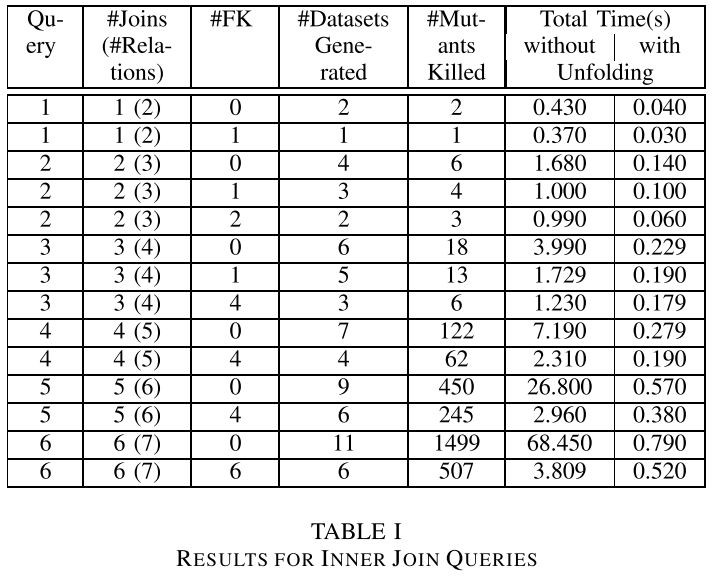 Qu- #Joins #FK #Datasets #Mut- Total Time(s)
ery (#Rela- Gene- ants without | with
tions) rated Killed Unfolding
1 1 (2) 0 2 2 0.430 0.040
1 1 (2) 1 1 1 0.370 0.030
2 2 (3) 0 4 6 1.680 0.140
2 2 (3) 1 3 4 1.000 0.100
2 2 (3) 2 2 3 0.990 0.060
3 3 (4) 0 6 18 3.990 0.229
3 3 (4) 1 5 13 1.729 0.190
3 3 (4) 4 3 6 1.230 0.179
4 4 (5) 0 7 122 7.190 0.279
4 4 (5) 4 4 62 2.310 0.190
5 5 (6) 0 9 450 26.800 0.570
5 5 (6) 4 6 245 2.960 0.380
6 6 (7) 0 11 1499 68.450 0.790
6 6 (7) 6 6 507 3.809 0.520
TABLE I
RESULTS FOR INNER JOIN QUERIES